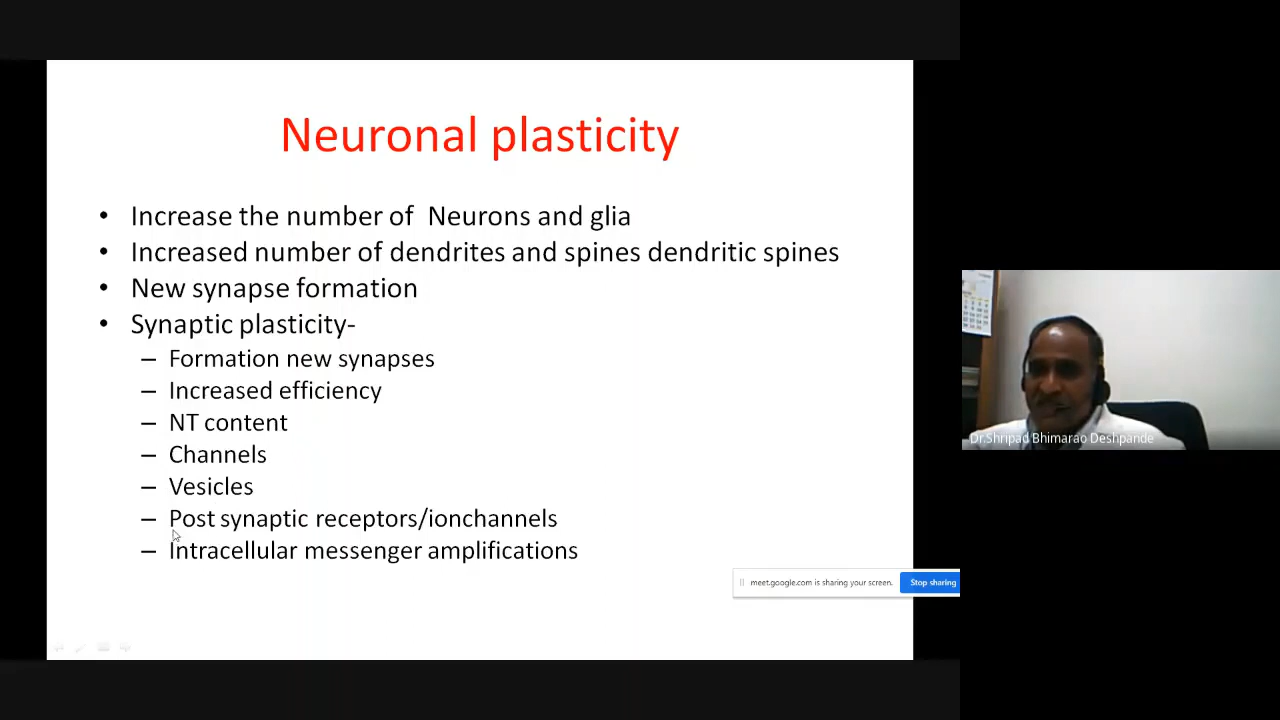 Neuronal plasticity
• Increase the number of Neurons and glia
• Increased number of dendrites and spines dendritic spines
• New synapse formation
• Synaptic plasticity-
– Formation new synapses
– Increased efficiency
– NT content
– Channels
– Vesicles
– Post synaptic receptors/ionchannels
– Intracellular messenger amplifications
meet.google.com is sharing your screen.
Stop sharing
Dr.Shripad Bhimarao Deshpande